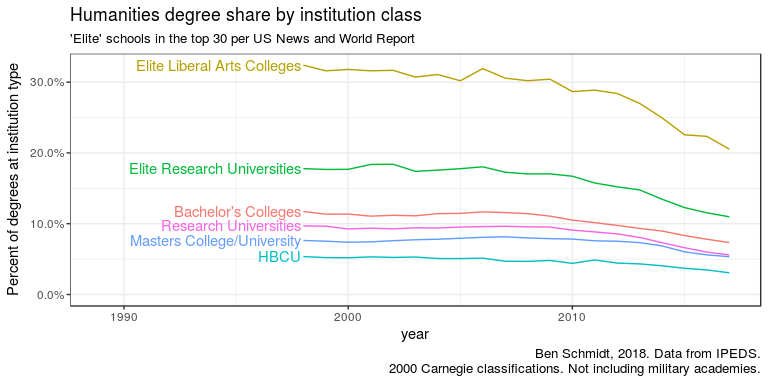 Humanities degree share by institution class
'Elite' schools in the top 30 per US News and World Report
Percent of degrees at institution type
30.0%
20.0%
10.0%
0.0%
Elite Liberal Arts Colleges
Elite Research Universities
Bachelor's Colleges
Research Universities
Masters College/University
HBCU
1990
2000
2010
year
Ben Schmidt, 2018. Data from IPEDS.
2000 Carnegie classifications. Not including military academies.